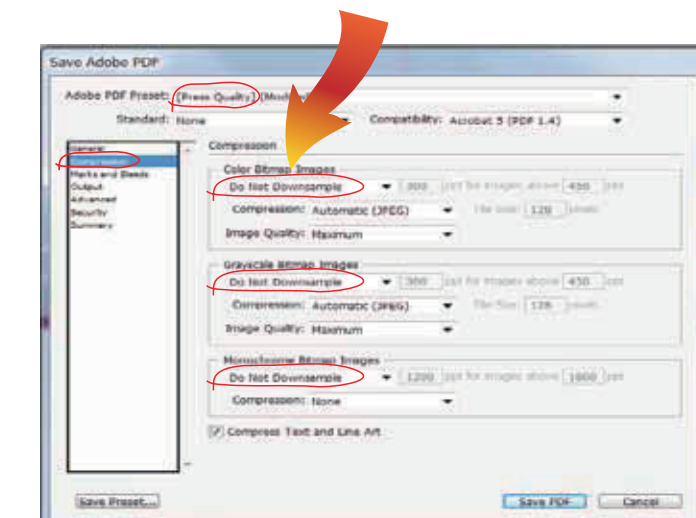 Save Adobe PDF
Adobe PDF Preset: [Press Quality]
Standard: None
Compatibility: Acrobat 5 (PDF 1.4)
General
Compression
Marks and Bleeds
Output
Advanced
Security
Summary
Compression
Color Bitmap Images
Do Not Downsample 300 ppi for images above: 450 ppi
Compression: Automatic (JPEG) Tile Size: 128 pixels
Image Quality: Maximum
Grayscale Bitmap Images
Do Not Downsample 300 ppi for images above: 450 ppi
Compression: Automatic (JPEG) Tile Size: 128 pixels
Image Quality: Maximum
Monochrome Bitmap Images
Do Not Downsample 1200 ppi for images above: 1800 ppi
Compression: None
Compress Text and Line Art
Save Preset...
Save PDF
Cancel